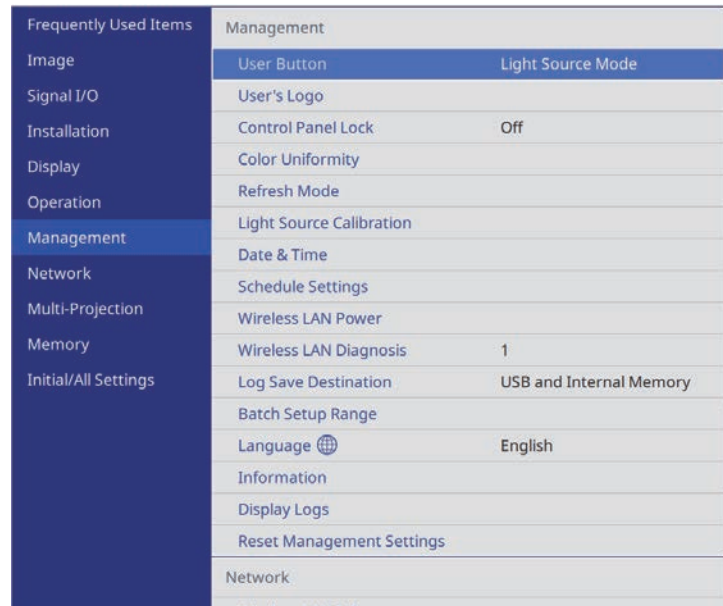 Frequently Used Items
Image
Signal I/O
Installation
Display
Operation
Management
Network
Multi-Projection
Memory
Initial/All Settings
Management
User Button Light Source Mode
User's Logo
Control Panel Lock Off
Color Uniformity
Refresh Mode
Light Source Calibration
Date & Time
Schedule Settings
Wireless LAN Power
Wireless LAN Diagnosis 1
Log Save Destination USB and Internal Memory
Batch Setup Range
Language English
Information
Display Logs
Reset Management Settings
Network